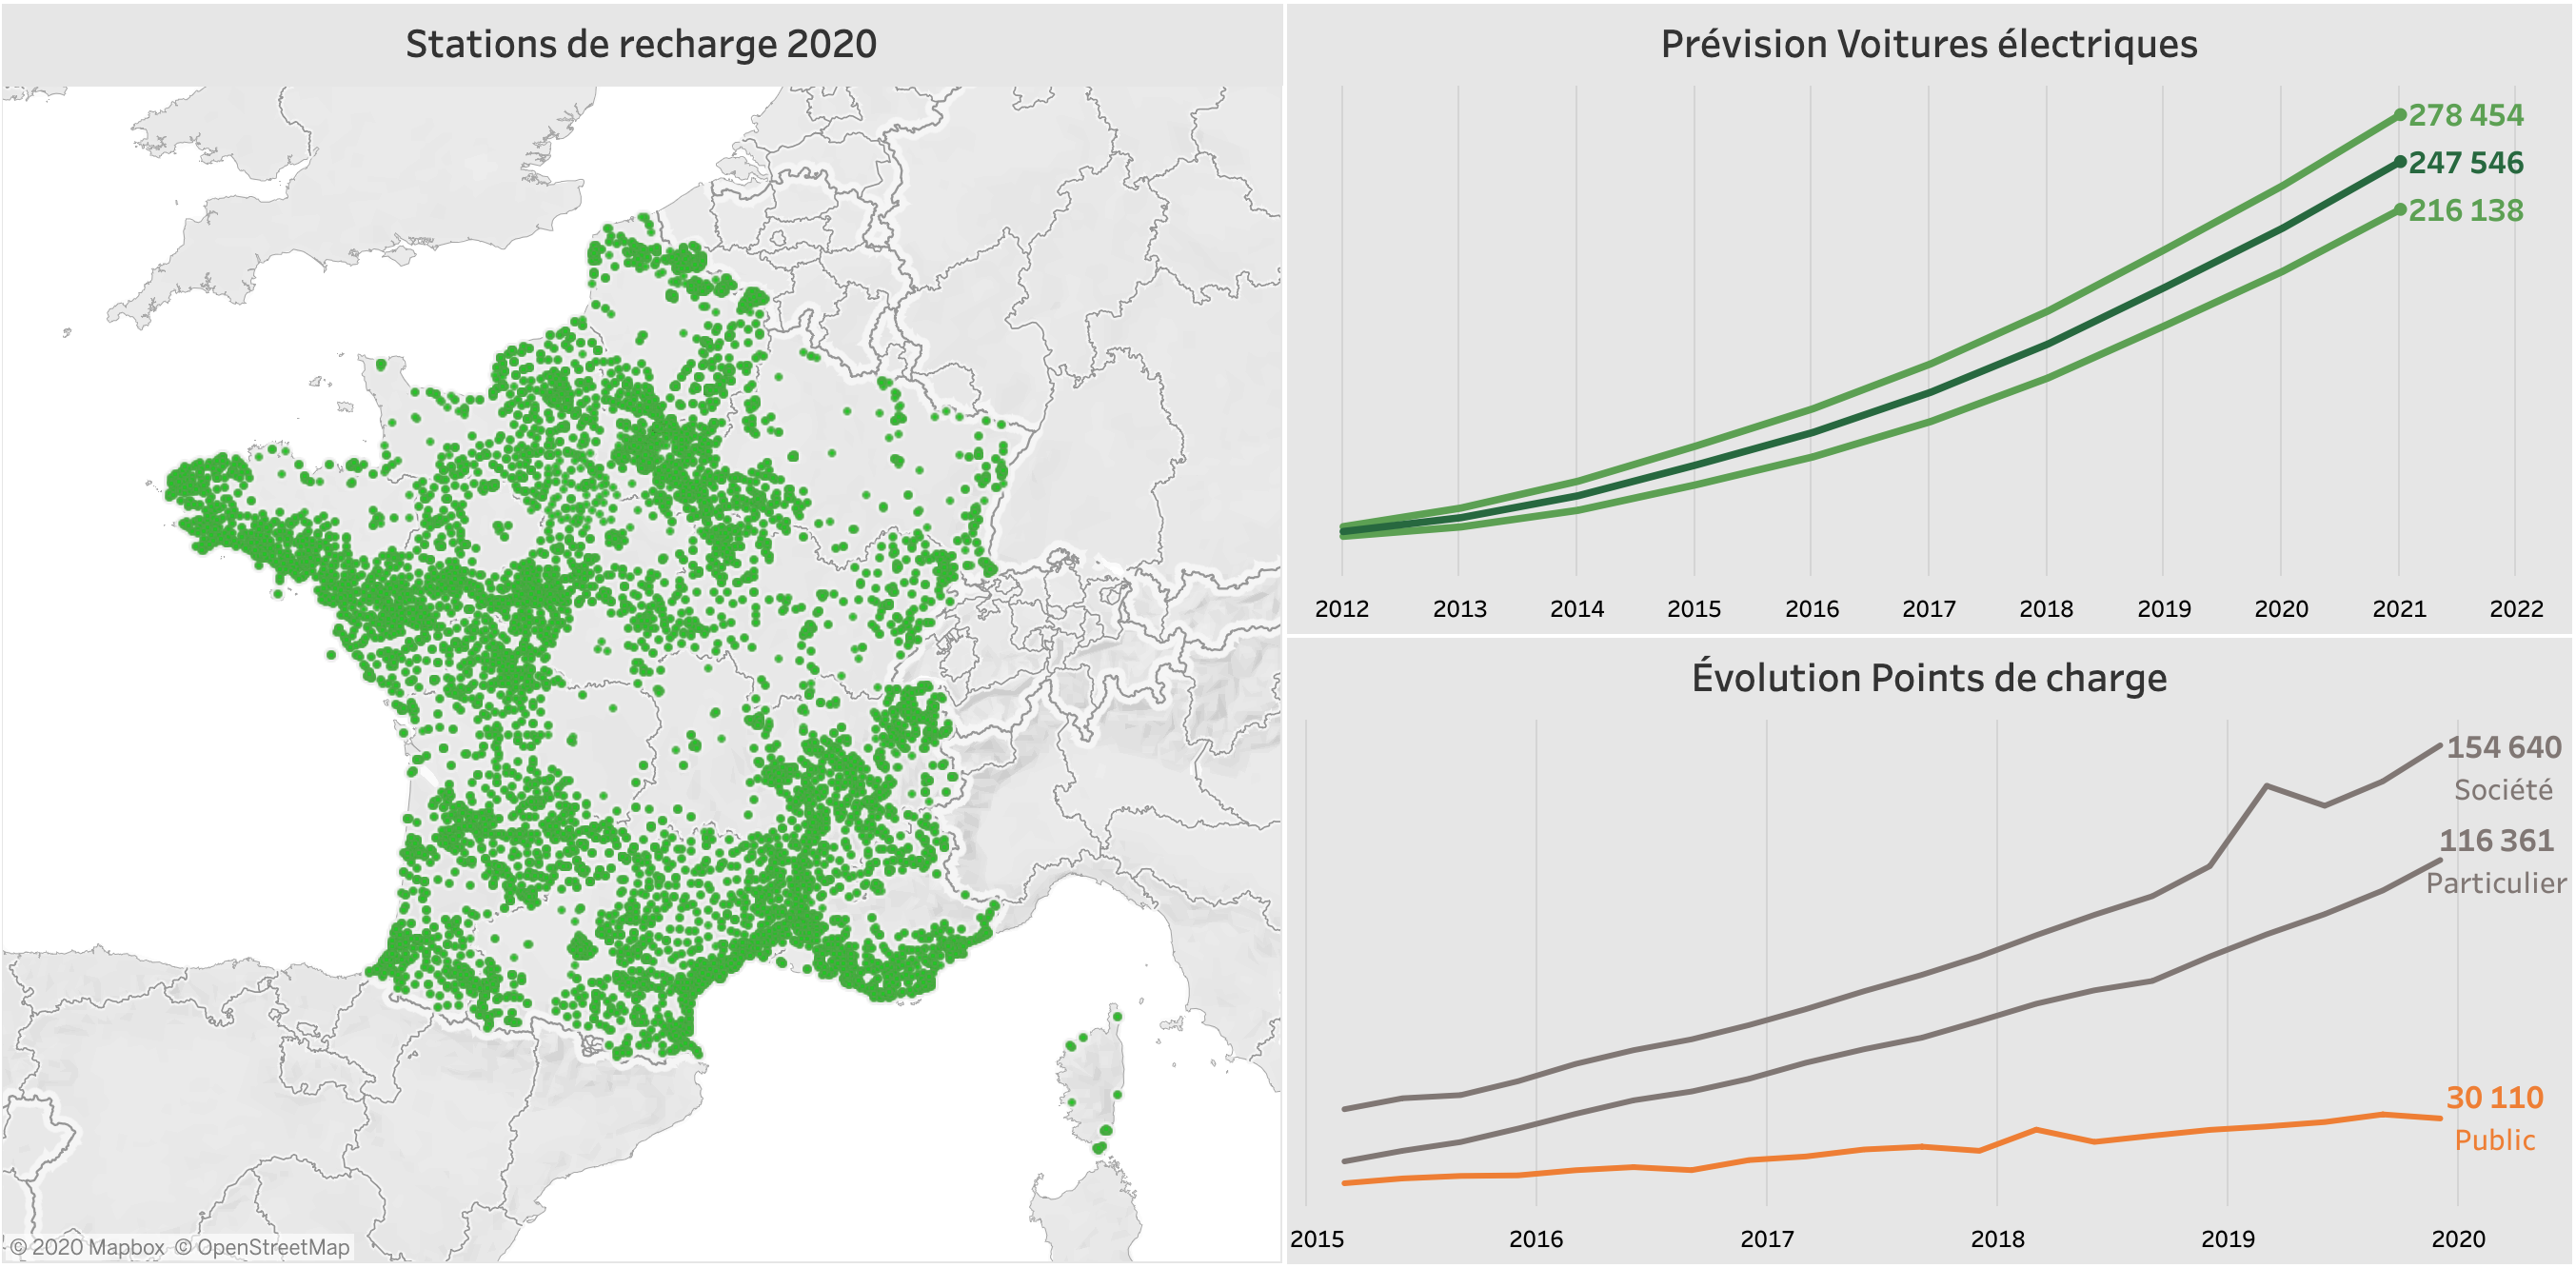 Stations de recharge 2020
© 2020 Mapbox © OpenStreetMap
Prévision Voitures électriques
278 454
247 546
216 138
2012 2013 2014 2015 2016 2017 2018 2019 2020 2021 2022
Évolution Points de charge
154 640
Société
116 361
Particulier
30 110
Public
2015 2016 2017 2018 2019 2020